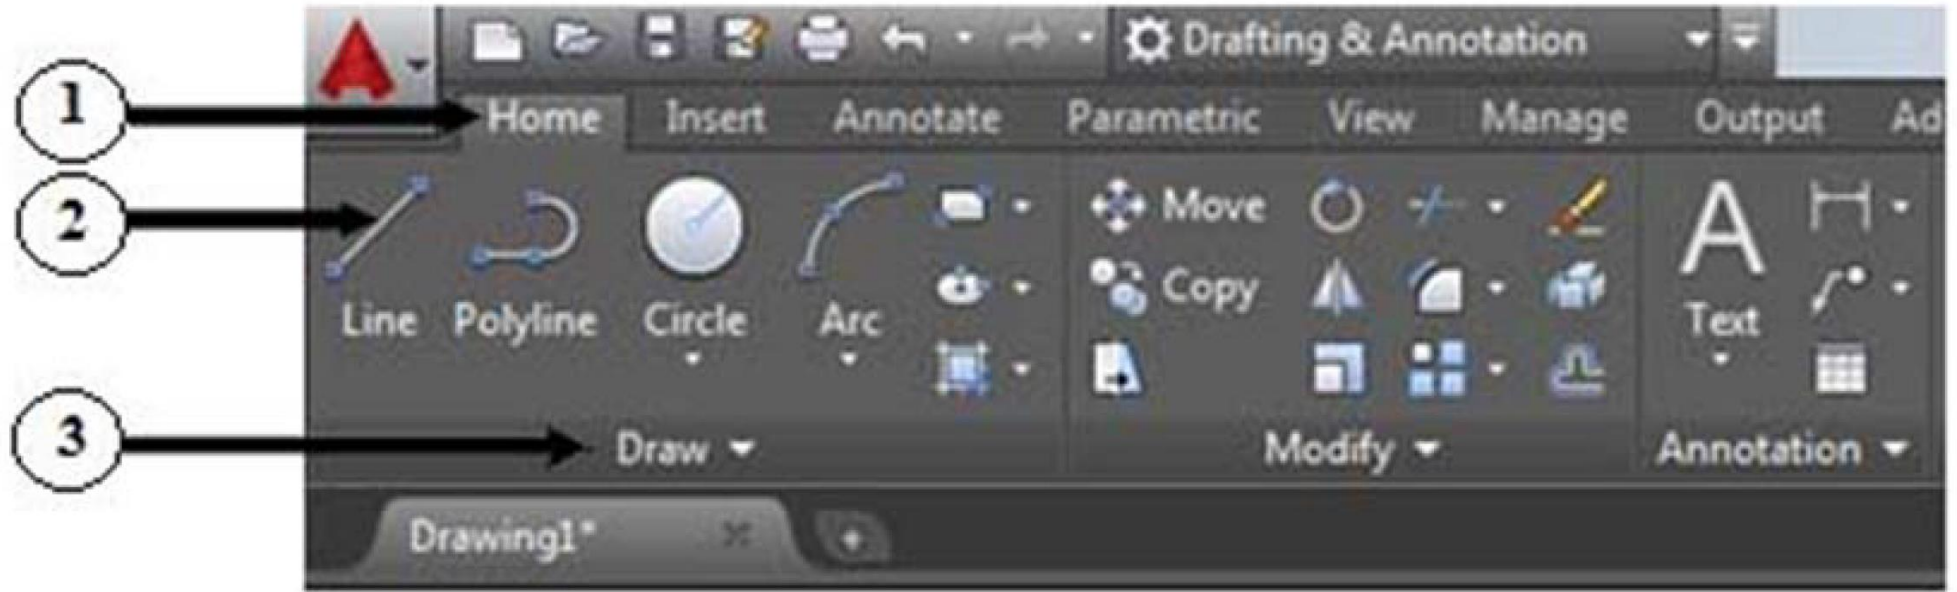 Drafting & Annotation
1 Home Insert Annotate Parametric View Manage Output Ad
2
Move
Copy
Line Polyline Circle Arc Text
3 Draw Modify Annotation
Drawing1*